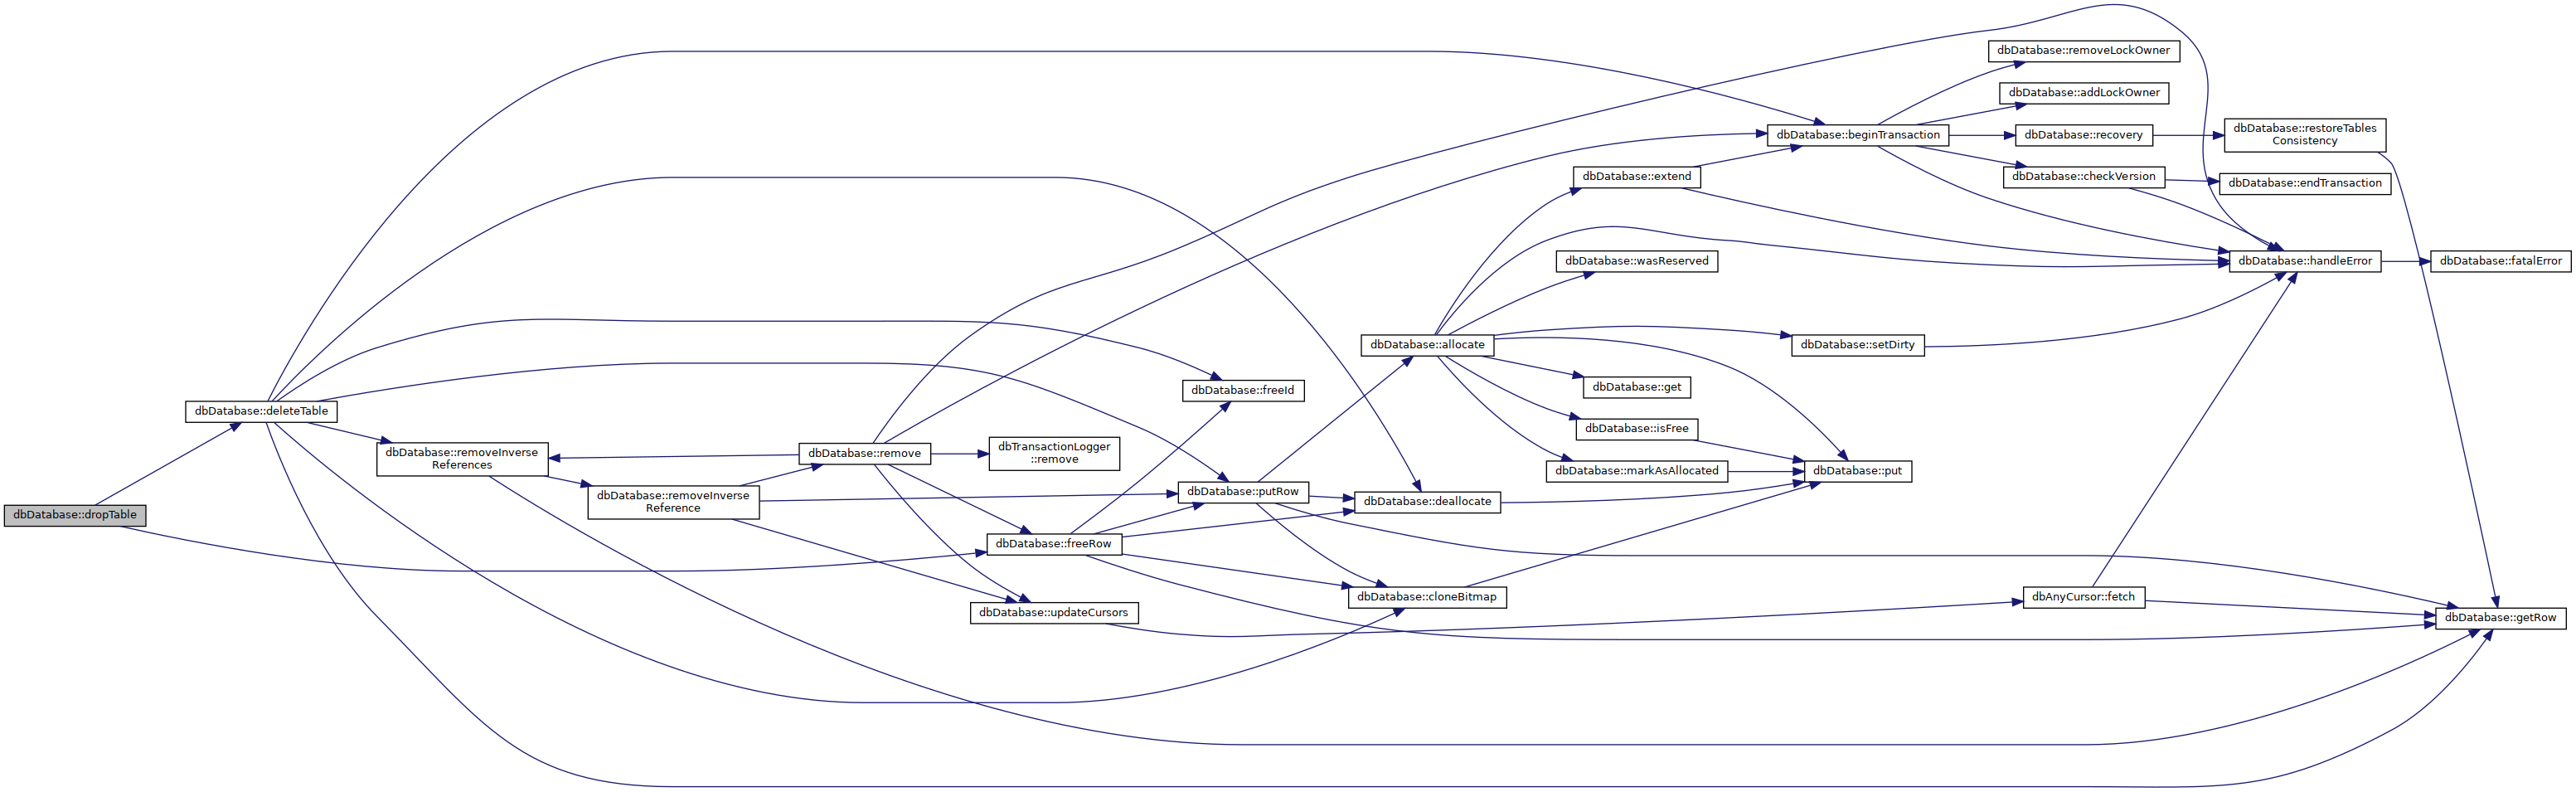 dbDatabase::dropTable
dbDatabase::deleteTable
dbDatabase::removeInverse
References
dbDatabase::removeInverse
Reference
dbDatabase::remove
dbTransactionLogger
::remove
dbDatabase::freeRow
dbDatabase::updateCursors
dbDatabase::freeId
dbDatabase::putRow
dbDatabase::allocate
dbDatabase::deallocate
dbDatabase::cloneBitmap
dbDatabase::extend
dbDatabase::wasReserved
dbDatabase::get
dbDatabase::isFree
dbDatabase::markAsAllocated
dbDatabase::beginTransaction
dbDatabase::setDirty
dbDatabase::put
dbDatabase::removeLockOwner
dbDatabase::addLockOwner
dbDatabase::recovery
dbDatabase::checkVersion
dbAnyCursor::fetch
dbDatabase::restoreTables
Consistency
dbDatabase::endTransaction
dbDatabase::handleError
dbDatabase::fatalError
dbDatabase::getRow